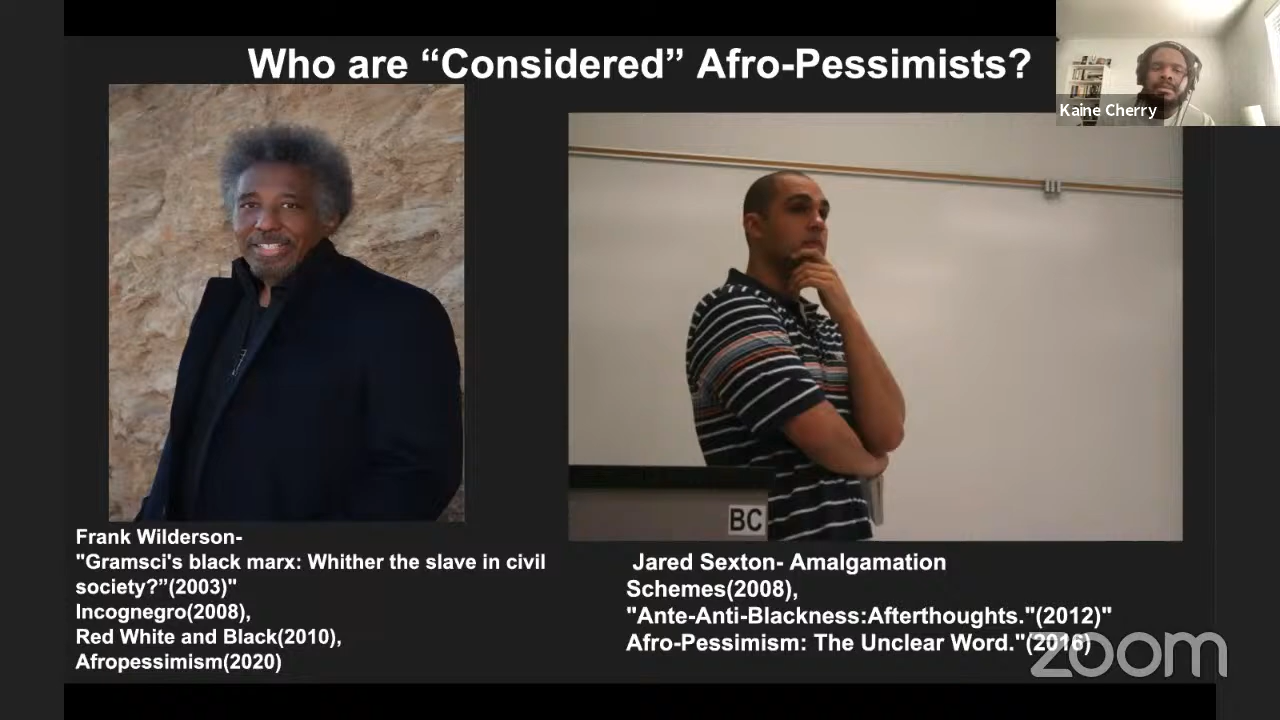 Who are “Considered” Afro-Pessimists?
Kaine Cherry
BC
Frank Wilderson-
"Gramsci's black marx: Whither the slave in civil
society?”(2003)"
Incognegro(2008),
Red White and Black(2010),
Afropessimism(2020)
Jared Sexton- Amalgamation
Schemes(2008),
"Ante-Anti-Blackness:Afterthoughts."(2012)"
Afro-Pessimism: The Unclear Word."(2016)
zoom